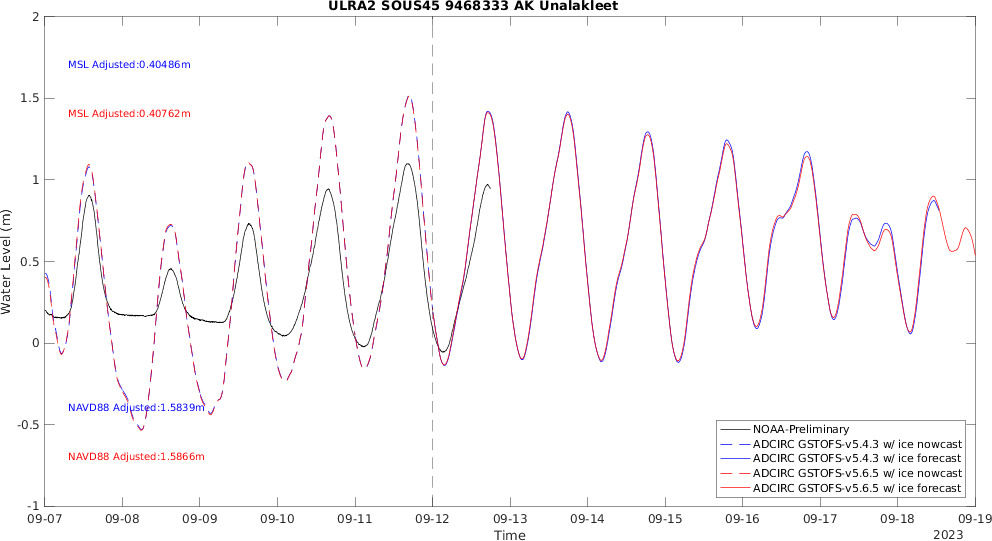 ULRA2 SOUS45 9468333 AK Unalakleet
2
1.5
1
0.5
0
-0.5
-1
Water Level (m)
MSL Adjusted:0.40486m
MSL Adjusted:0.40762m
NAVD88 Adjusted:1.5839m
NAVD88 Adjusted:1.5866m
NOAA-Preliminary
ADCIRC GSTOFS-v5.4.3 w/ ice nowcast
ADCIRC GSTOFS-v5.4.3 w/ ice forecast
ADCIRC GSTOFS-v5.6.5 w/ ice nowcast
ADCIRC GSTOFS-v5.6.5 w/ ice forecast
09-07 09-08 09-09 09-10 09-11 09-12 09-13 09-14 09-15 09-16 09-17 09-18 09-19
Time
2023